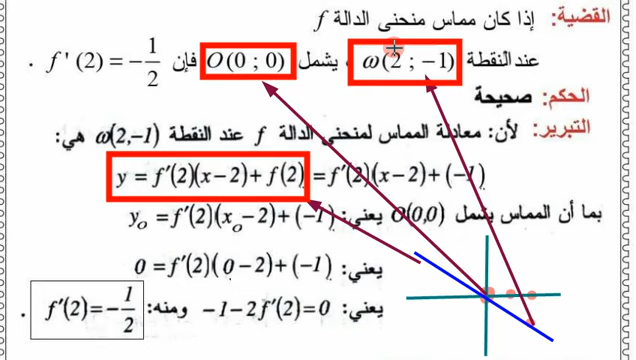 القضية: إذا كان مماس منحنى الدالة f
عند النقطة ω(2 ; −1) ، يشمل O(0 ; 0) فإن f'(2) = −1/2 .
الحكم: صحيحة
التبرير: لأن: معادلة المماس لمنحنى الدالة f عند النقطة ω(2,−1) هي:
y = f'(2)(x−2)+ f(2) = f'(2)(x−2)+(−1)
بما أن المماس يشمل O(0,0) يعني: y₀ = f'(2)(x₀−2)+(−1)
يعني: 0 = f'(2)(0−2)+(−1)
يعني: −1−2f'(2)=0 ومنه: f'(2)=−1/2 .